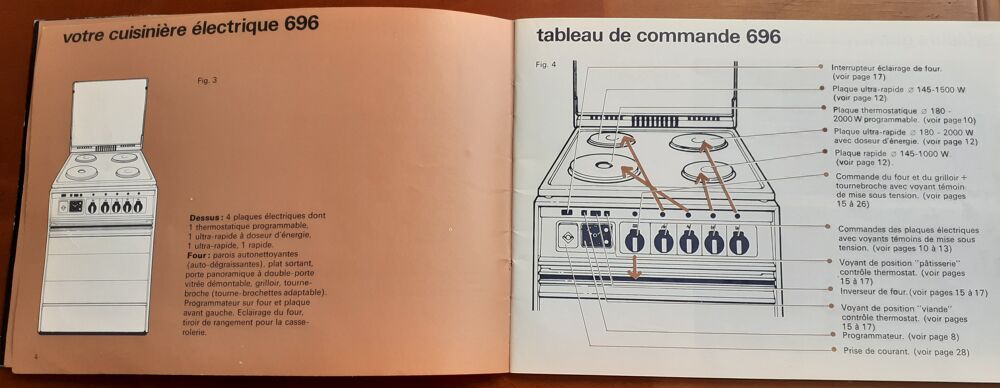 votre cuisinière électrique 696
Fig. 3
Dessus : 4 plaques électriques dont
1 thermostatique programmable,
1 ultra-rapide à doseur d'énergie,
1 ultra-rapide, 1 rapide.
Four : parois autonettoyantes
(auto-dégraissantes), plat sortant,
porte panoramique à double-porte
vitrée démontable, grilloir, tourne-
broche (tourne-brochettes adaptable).
Programmateur sur four et plaque
avant gauche. Eclairage du four,
tiroir de rangement pour la casse-
rolerie.
4
tableau de commande 696
Fig. 4
Interrupteur éclairage de four.
(voir page 17)
Plaque ultra-rapide ⌀ 145-1500 W
(voir page 12)
Plaque thermostatique ⌀ 180 -
2000 W programmable. (voir page 10)
Plaque ultra-rapide ⌀ 180 - 2000 W
avec doseur d'énergie. (voir page 12)
Plaque rapide ⌀ 145-1000 W.
(voir page 12).
Commande du four et du grilloir +
tournebroche avec voyant témoin
de mise sous tension. (voir pages
15 à 26)
Commandes des plaques électriques
avec voyants témoins de mise sous
tension. (voir pages 10 à 13)
Voyant de position "pâtisserie"
contrôle thermostat. (voir pages
15 à 17)
Inverseur de four. (voir pages 15 à 17)
Voyant de position "viande"
contrôle thermostat. (voir pages
15 à 17)
Programmateur. (voir page 8)
Prise de courant. (voir page 28)